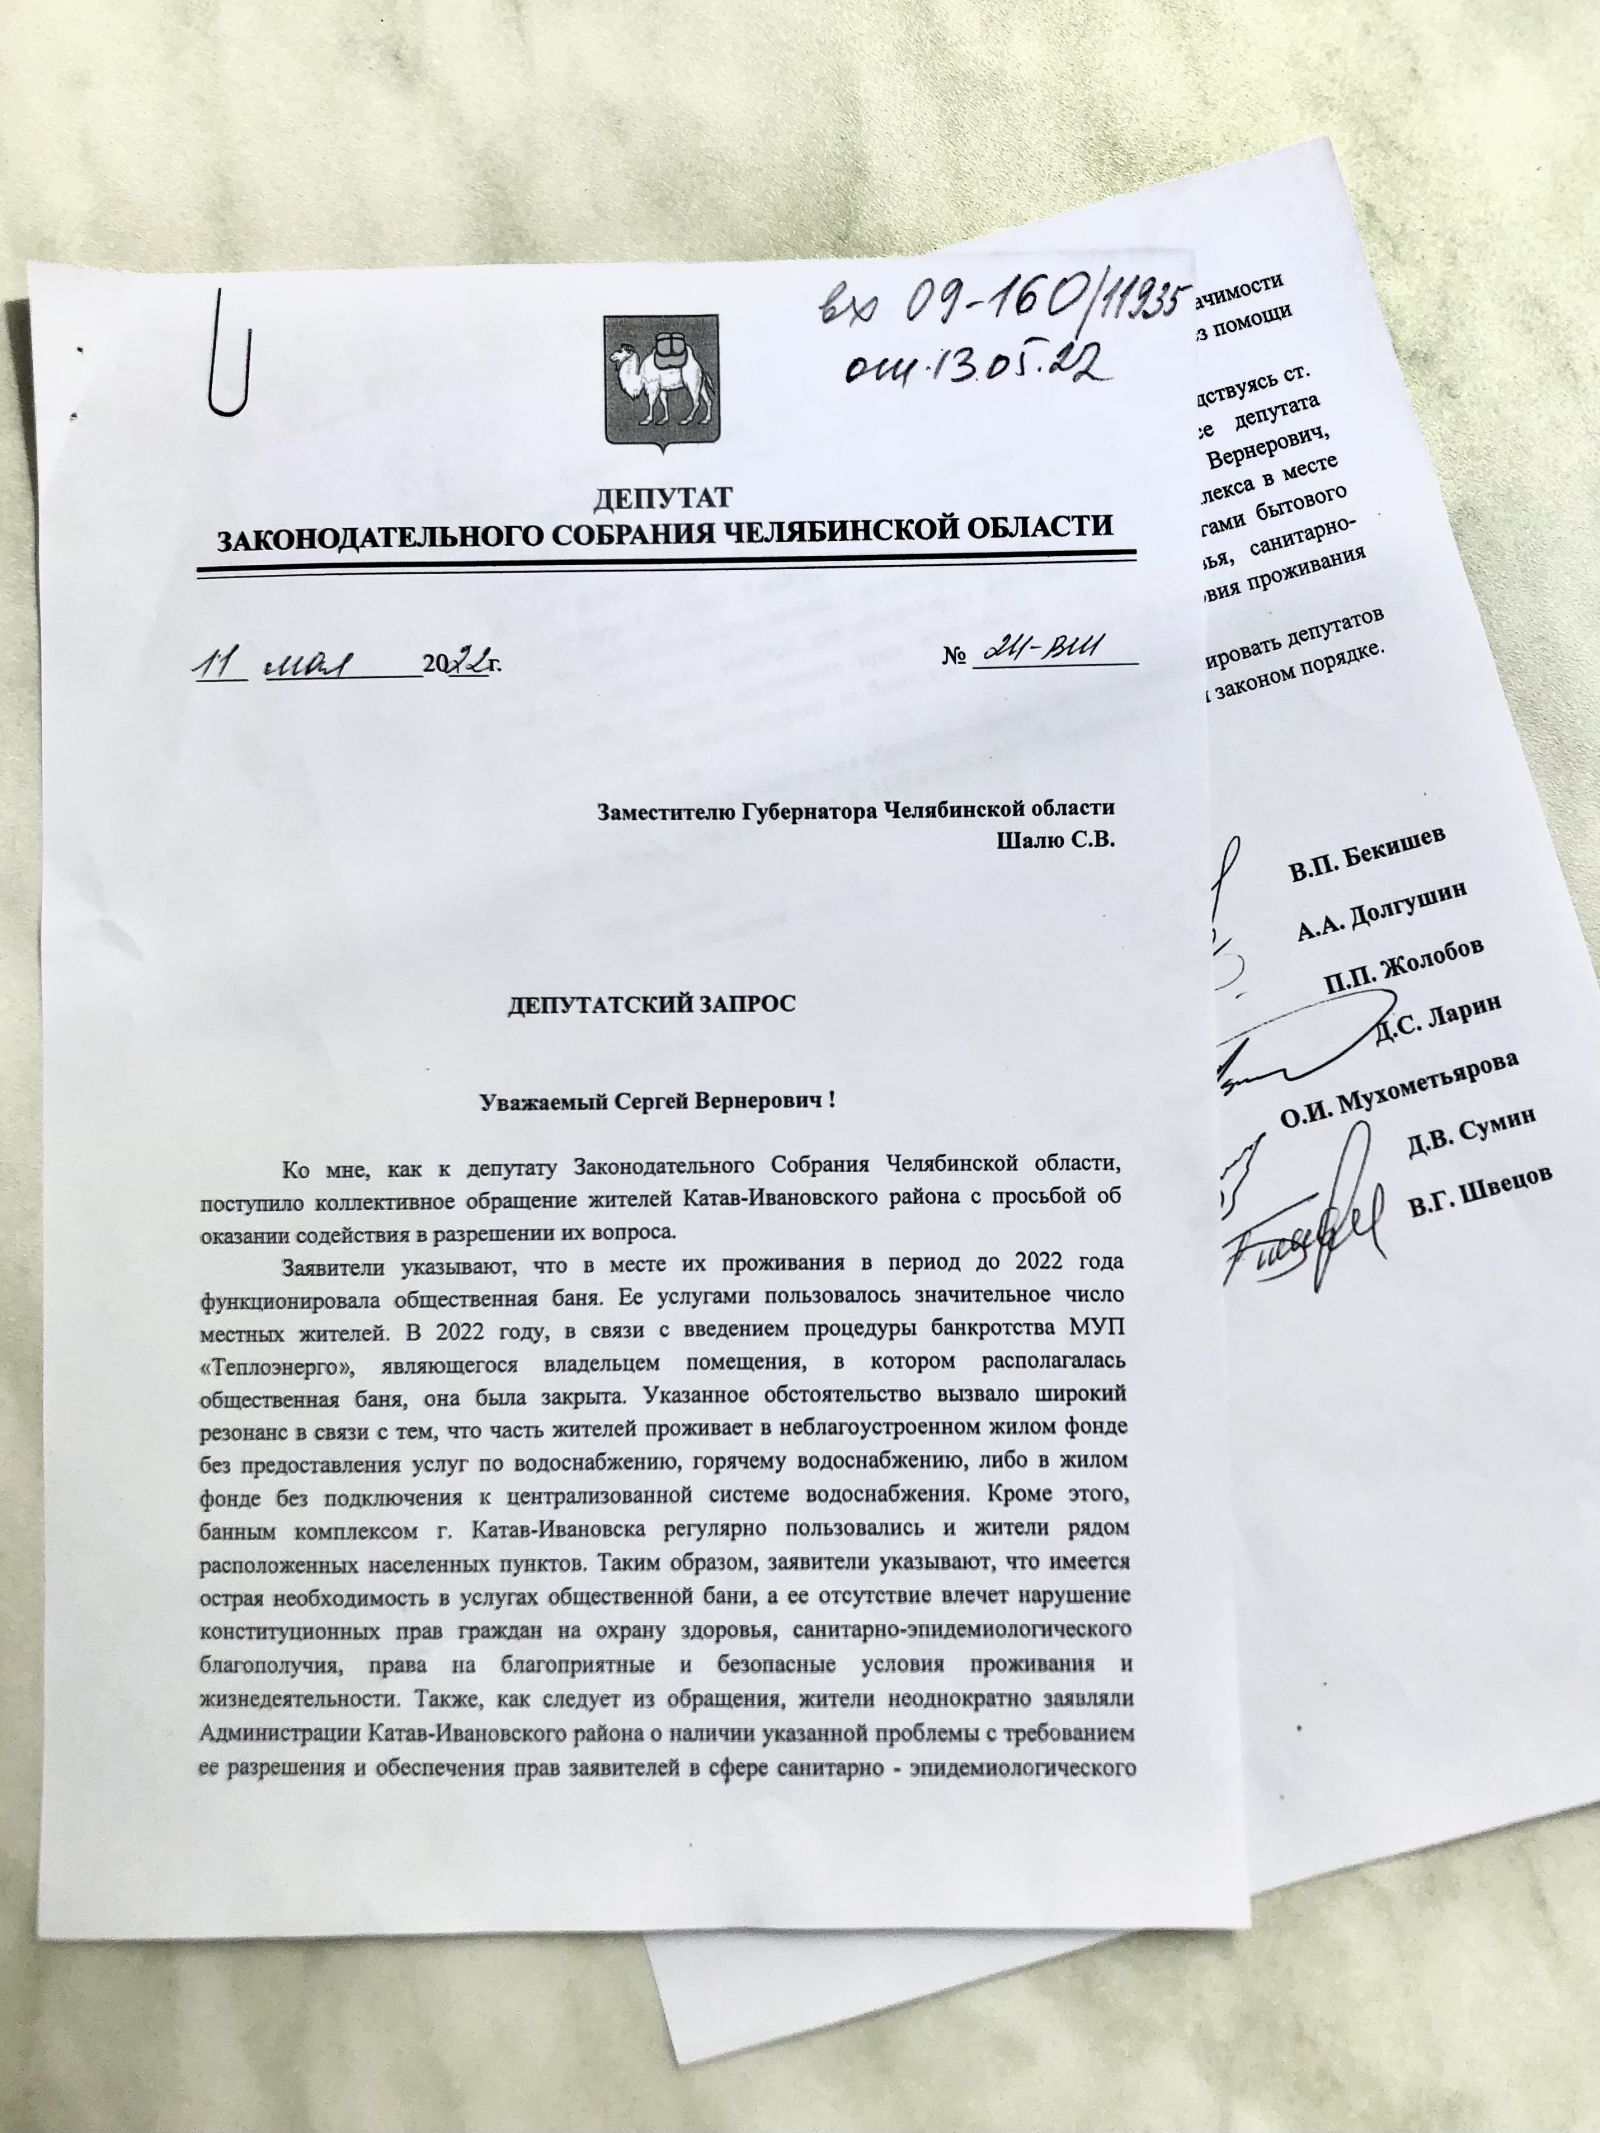 вх 09-160/11935
от 13.05.22
ДЕПУТАТ
ЗАКОНОДАТЕЛЬНОГО СОБРАНИЯ ЧЕЛЯБИНСКОЙ ОБЛАСТИ
11 мая 2022г.
№
Заместителю Губернатора Челябинской области
Шалю С.В.
ДЕПУТАТСКИЙ ЗАПРОС
Уважаемый Сергей Вернерович !
Ко мне, как к депутату Законодательного Собрания Челябинской области,
поступило коллективное обращение жителей Катав-Ивановского района с просьбой об
оказании содействия в разрешении их вопроса.
Заявители указывают, что в месте их проживания в период до 2022 года
функционировала общественная баня. Ее услугами пользовалось значительное число
местных жителей. В 2022 году, в связи с введением процедуры банкротства МУП
«Теплоэнерго», являющегося владельцем помещения, в котором располагалась
общественная баня, она была закрыта. Указанное обстоятельство вызвало широкий
резонанс в связи с тем, что часть жителей проживает в неблагоустроенном жилом фонде
без предоставления услуг по водоснабжению, горячему водоснабжению, либо в жилом
фонде без подключения к централизованной системе водоснабжения. Кроме этого,
банным комплексом г. Катав-Ивановска регулярно пользовались и жители рядом
расположенных населенных пунктов. Таким образом, заявители указывают, что имеется
острая необходимость в услугах общественной бани, а ее отсутствие влечет нарушение
конституционных прав граждан на охрану здоровья, санитарно-эпидемиологического
благополучия, права на благоприятные и безопасные условия проживания и
жизнедеятельности. Также, как следует из обращения, жители неоднократно заявляли
Администрации Катав-Ивановского района о наличии указанной проблемы с требованием
ее разрешения и обеспечения прав заявителей в сфере санитарно - эпидемиологического
ачимости
з помощи
дствуясь ст.
се депутата
Вернерович,
лекса в месте
гами бытового
вья, санитарно-
вия проживания
ировать депутатов
законом порядке.
В.П. Бекишев
А.А. Долгушин
П.П. Жолобов
Д.С. Ларин
О.И. Мухометьярова
Д.В. Сумин
В.Г. Швецов